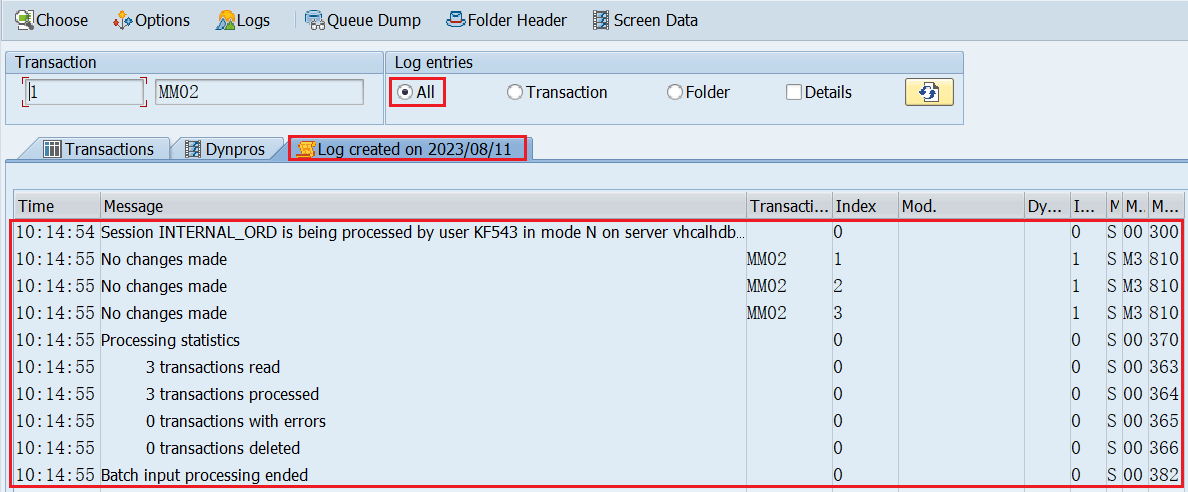 Choose Options Logs Queue Dump Folder Header Screen Data
Transaction Log entries
1 MM02 All Transaction Folder Details
Transactions Dynpros Log created on 2023/08/11
Time Message Transacti... Index Mod. Dy... I... M M.. M...
10:14:54 Session INTERNAL_ORD is being processed by user KF543 in mode N on server vhcalhdb... 0 0 S 00 300
10:14:55 No changes made MM02 1 1 S M3 810
10:14:55 No changes made MM02 2 1 S M3 810
10:14:55 No changes made MM02 3 1 S M3 810
10:14:55 Processing statistics 0 0 S 00 370
10:14:55 3 transactions read 0 0 S 00 363
10:14:55 3 transactions processed 0 0 S 00 364
10:14:55 0 transactions with errors 0 0 S 00 365
10:14:55 0 transactions deleted 0 0 S 00 366
10:14:55 Batch input processing ended 0 0 S 00 382